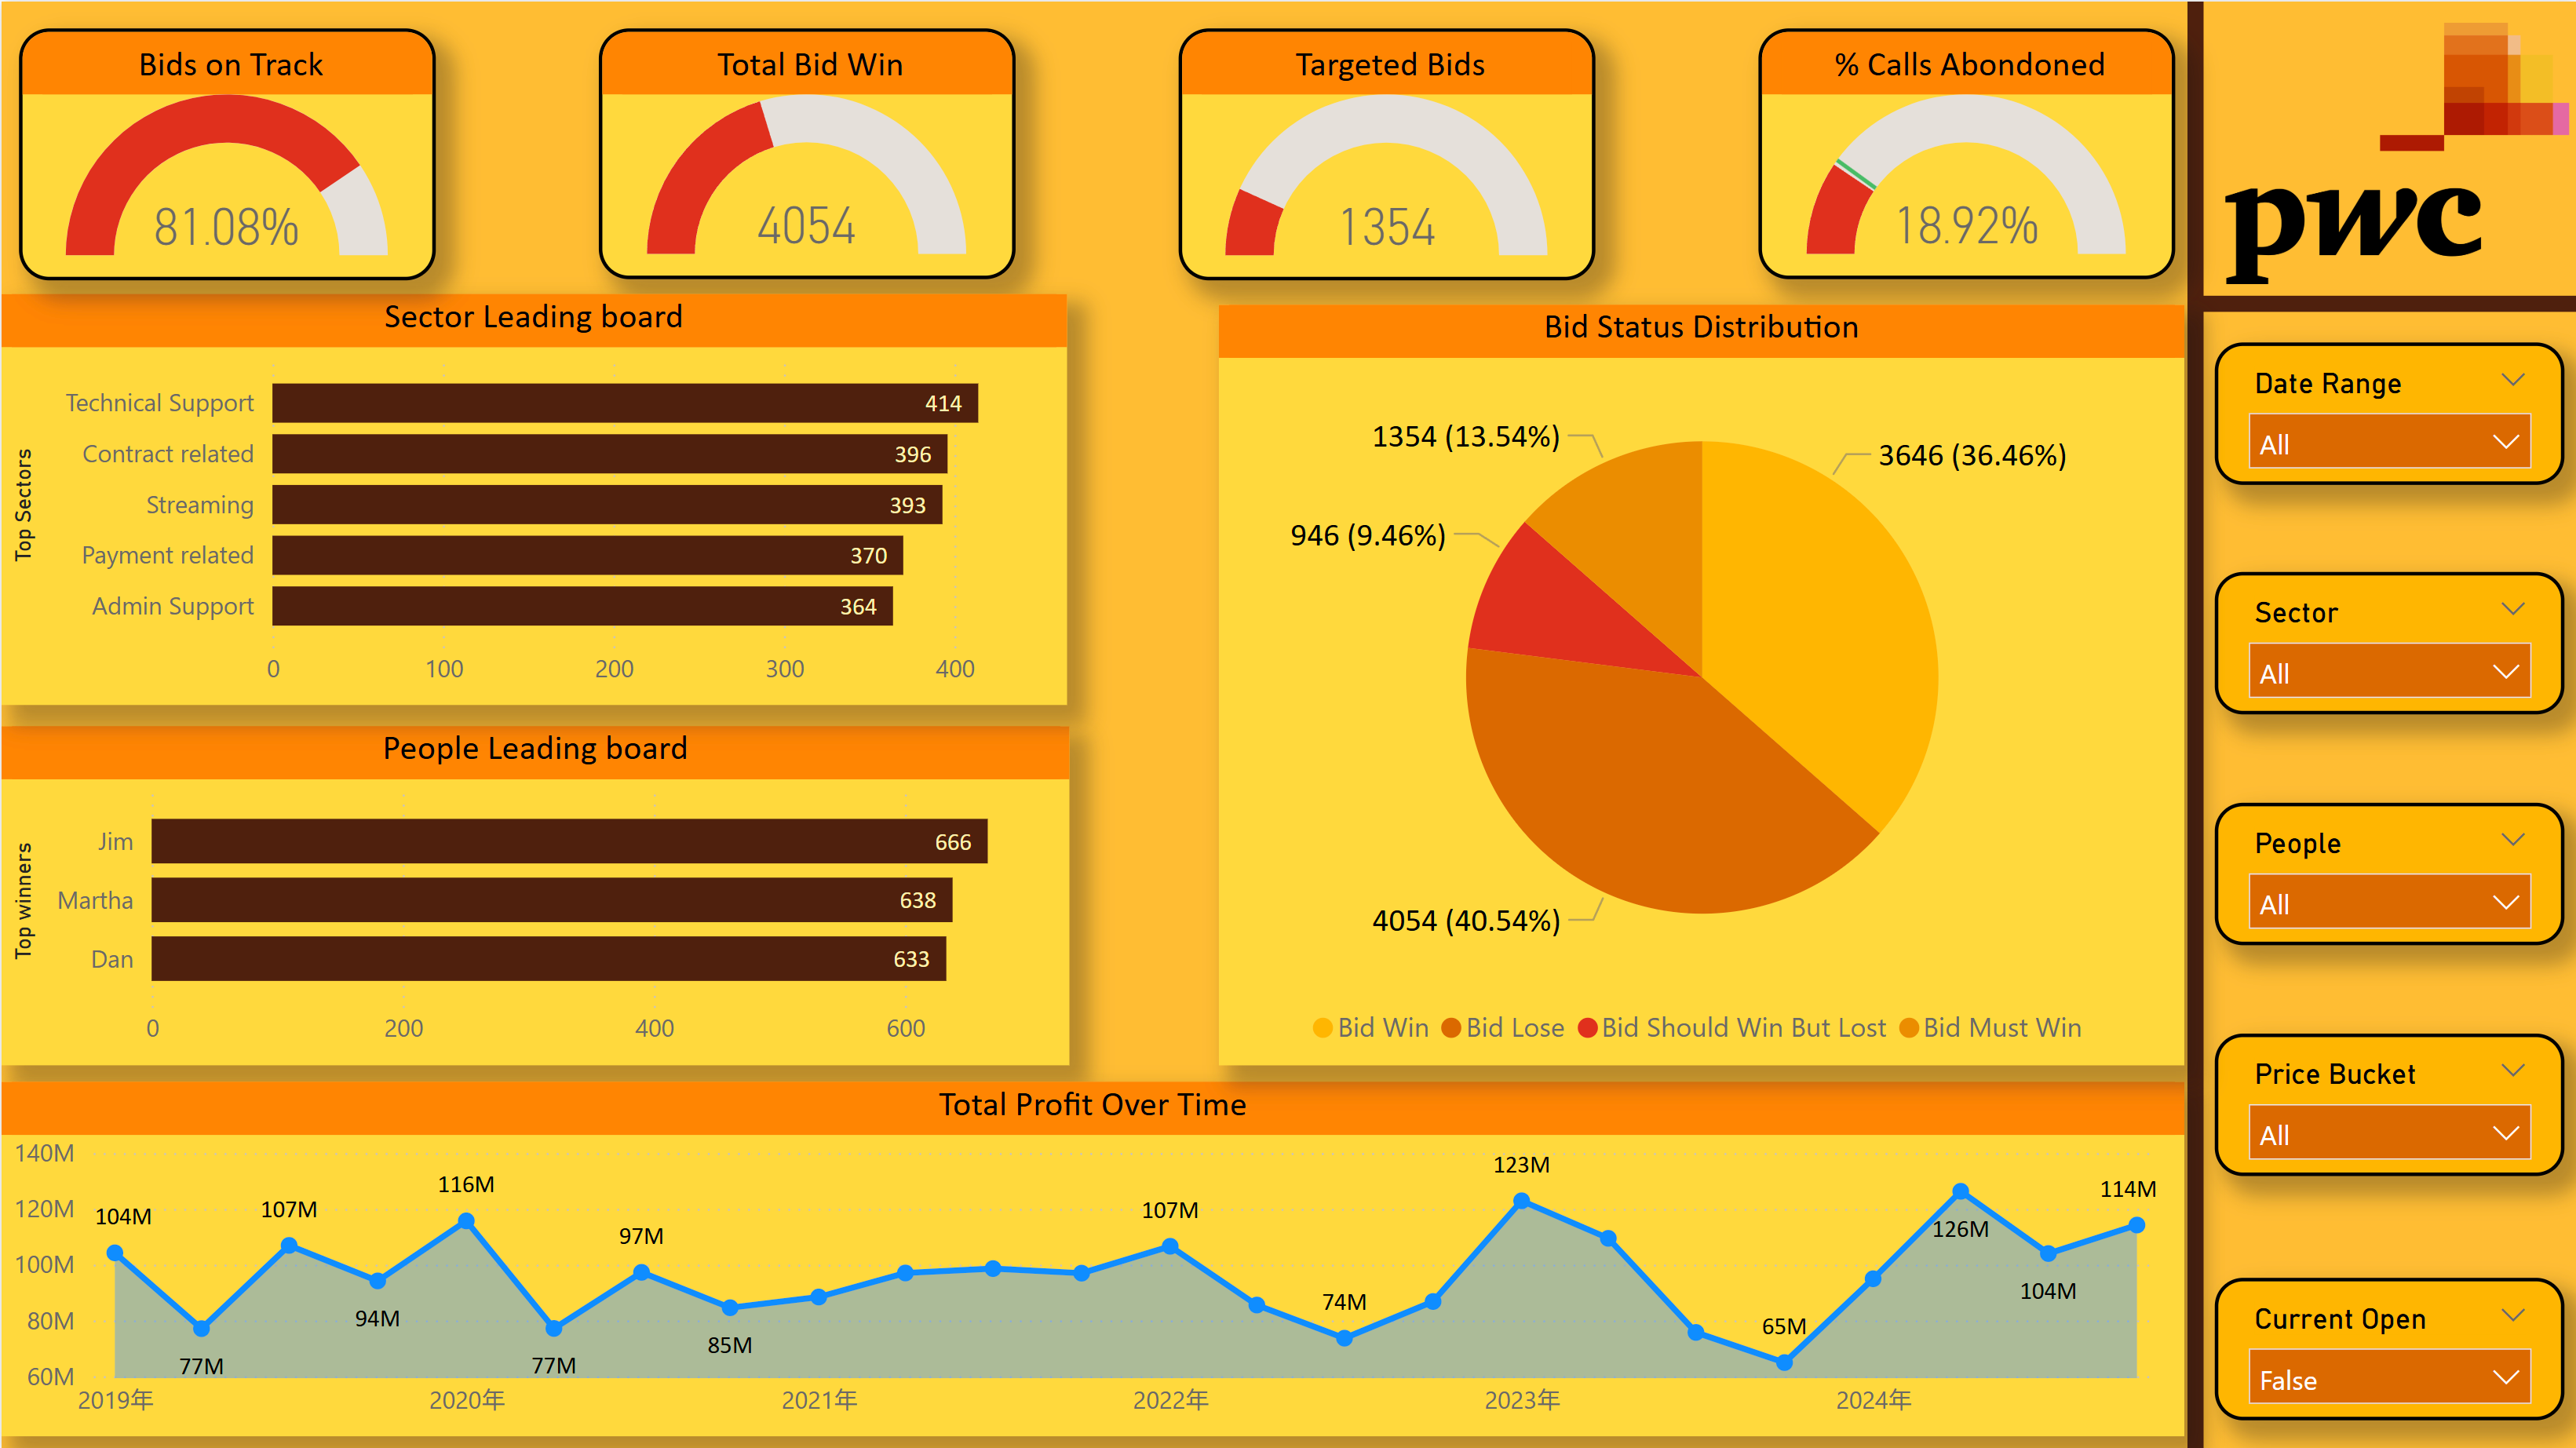 Bids on Track
81.08%
Total Bid Win
4054
Targeted Bids
1354
% Calls Abondoned
18.92%
pwc
Sector Leading board
Top Sectors
Technical Support
414
Contract related
396
Streaming
393
Payment related
370
Admin Support
364
0 100 200 300 400
People Leading board
Top winners
Jim
666
Martha
638
Dan
633
0 200 400 600
Bid Status Distribution
1354 (13.54%)
3646 (36.46%)
946 (9.46%)
4054 (40.54%)
Bid Win Bid Lose Bid Should Win But Lost Bid Must Win
Total Profit Over Time
140M
120M
100M
80M
60M
104M
77M
107M
94M
116M
77M
97M
85M
107M
74M
123M
65M
126M
104M
114M
2019年 2020年 2021年 2022年 2023年 2024年
Date Range
All
Sector
All
People
All
Price Bucket
All
Current Open
False